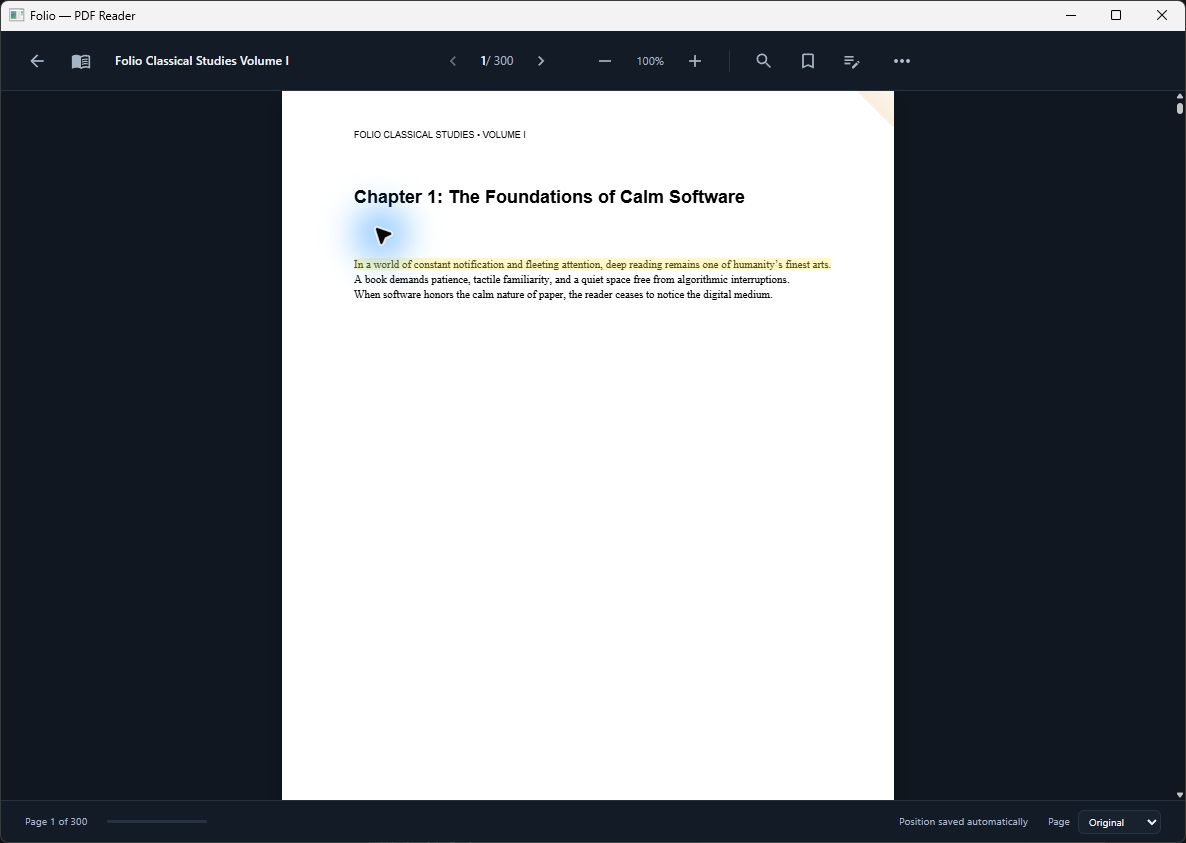 Folio — PDF Reader
Folio Classical Studies Volume I
1/ 300
100%
FOLIO CLASSICAL STUDIES • VOLUME I
Chapter 1: The Foundations of Calm Software
In a world of constant notification and fleeting attention, deep reading remains one of humanity’s finest arts.
A book demands patience, tactile familiarity, and a quiet space free from algorithmic interruptions.
When software honors the calm nature of paper, the reader ceases to notice the digital medium.
Page 1 of 300
Position saved automatically
Page
Original